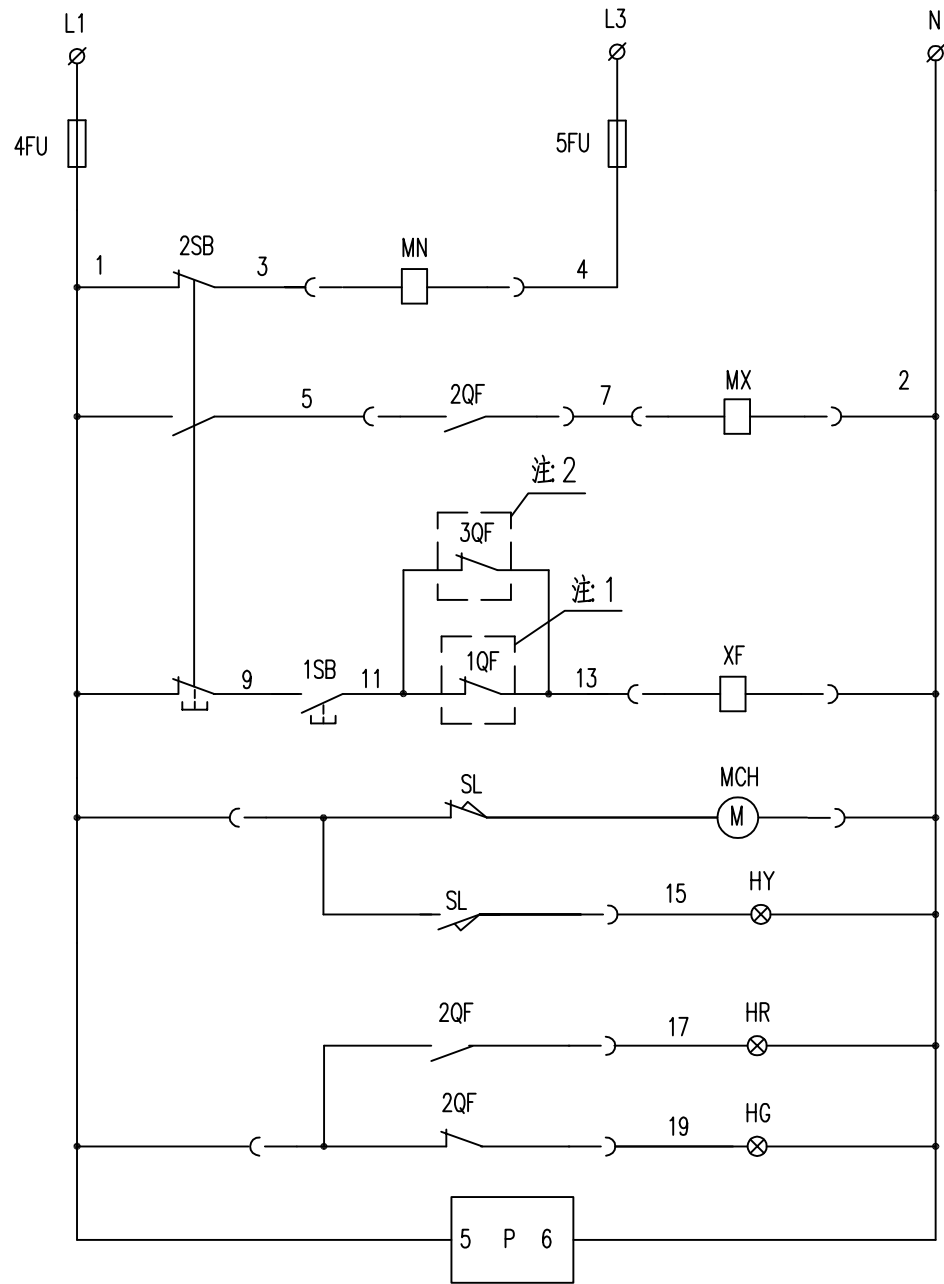 L1
L3
N
4FU
5FU
1
2SB
3
MN
4
5
2QF
7
MX
2
注: 2
3QF
注: 1
9
1SB
11
1QF
13
XF
SL
MCH
M
SL
15
HY
2QF
17
HR
2QF
19
HG
5 P 6